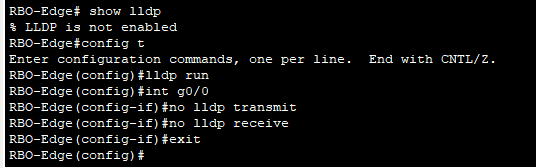 RBO-Edge# show lldp
% LLDP is not enabled
RBO-Edge#config t
Enter configuration commands, one per line.  End with CNTL/Z.
RBO-Edge(config)#lldp run
RBO-Edge(config)#int g0/0
RBO-Edge(config-if)#no lldp transmit
RBO-Edge(config-if)#no lldp receive
RBO-Edge(config-if)#exit
RBO-Edge(config)#